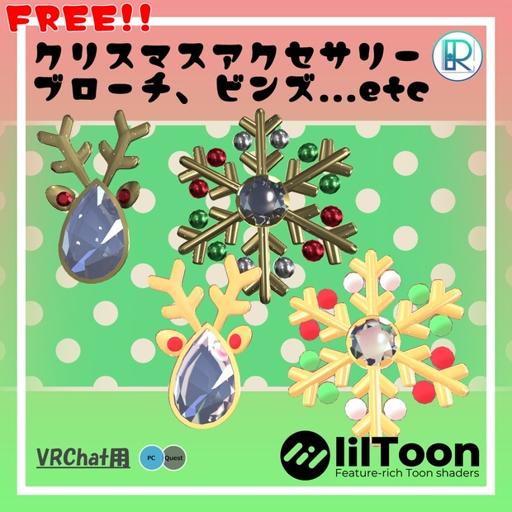 FREE!!
クリスマスアクセサリー
ブローチ、ピンズ...etc
R
VRChat用
PC
Quest
lilToon
Feature-rich Toon shaders